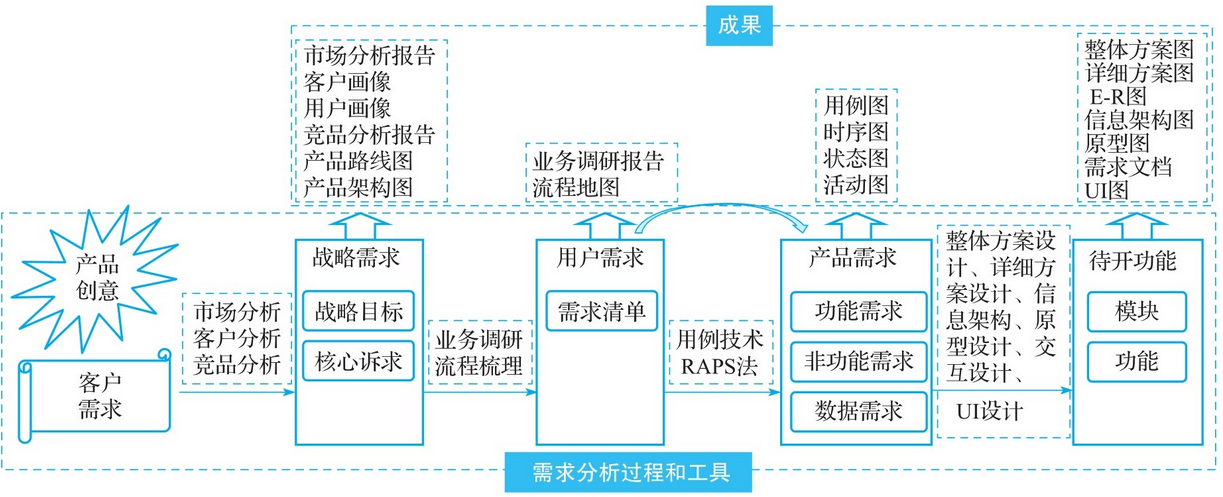 成果
市场分析报告
客户画像
用户画像
竞品分析报告
产品路线图
产品架构图
业务调研报告
流程地图
用例图
时序图
状态图
活动图
整体方案图
详细方案图
E-R图
信息架构图
原型图
需求文档
UI图
产品
创意
客户
需求
市场分析
客户分析
竞品分析
战略需求
战略目标
核心诉求
业务调研
流程梳理
用户需求
需求清单
用例技术
RAPS法
产品需求
功能需求
非功能需求
数据需求
整体方案设
计、详细方
案设计、信
息架构、原
型设计、交
互设计、
UI设计
待开功能
模块
功能
需求分析过程和工具